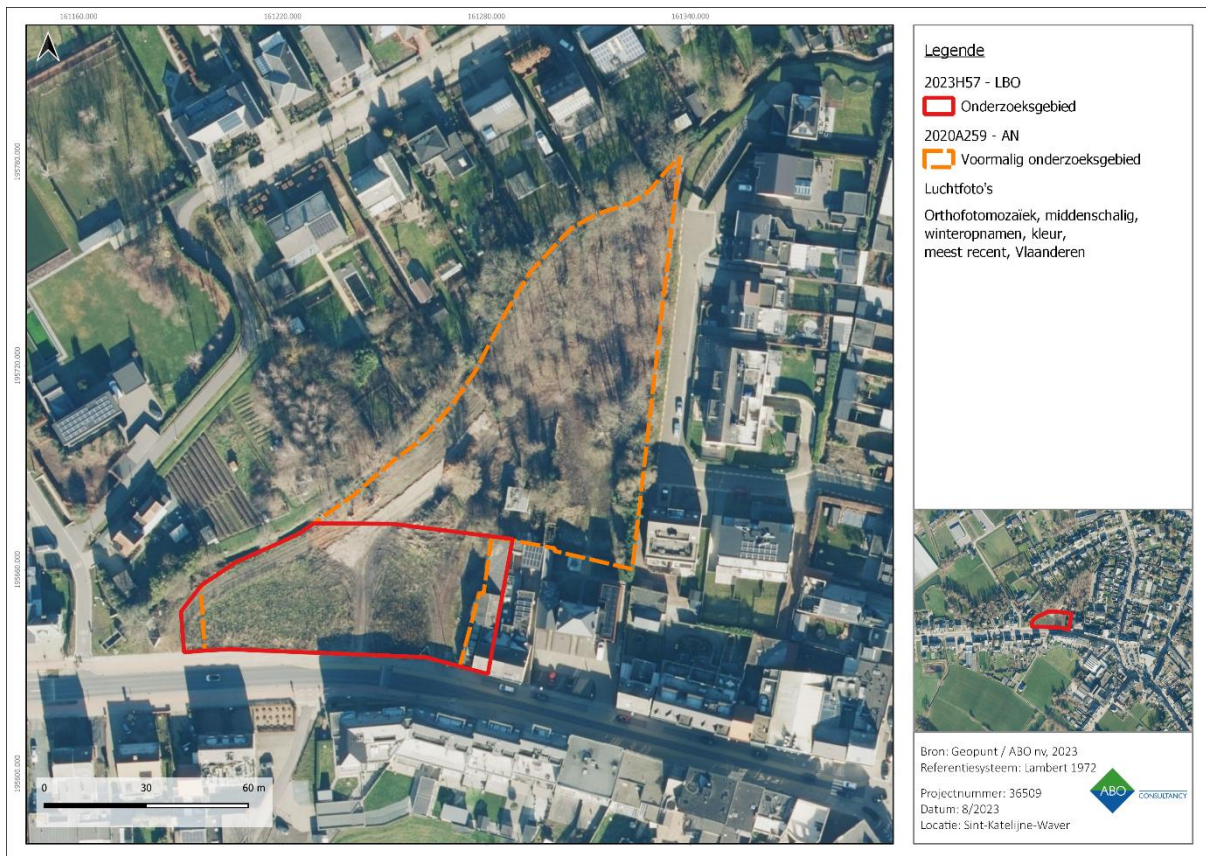 161160.000
161220.000
161280.000
161340.000
195780.000
195720.000
195660.000
195600.000
0 30 60 m
Legende
2023H57 - LBO
Onderzoeksgebied
2020A259 - AN
Voormalig onderzoeksgebied
Luchtfoto's
Orthofotomozaïek, middenschalig,
winteropnamen, kleur,
meest recent, Vlaanderen
Bron: Geopunt / ABO nv, 2023
Referentiesysteem: Lambert 1972
Projectnummer: 36509
Datum: 8/2023
Locatie: Sint-Katelijne-Waver
ABO
CONSULTANCY